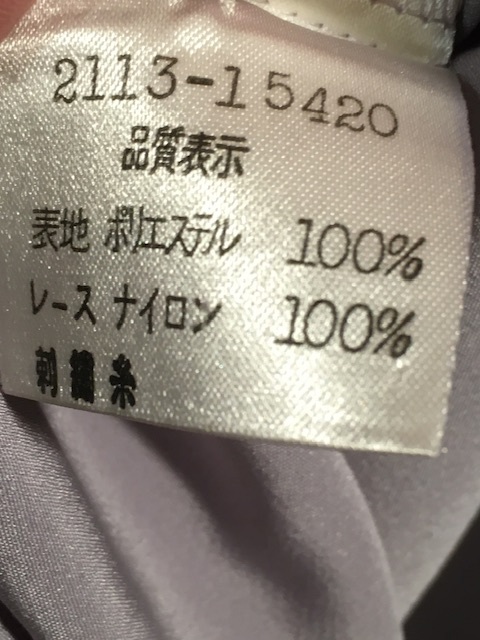 2113-15420
品質表示
表地 ポリエステル 100%
レース ナイロン 100%
刺繍糸